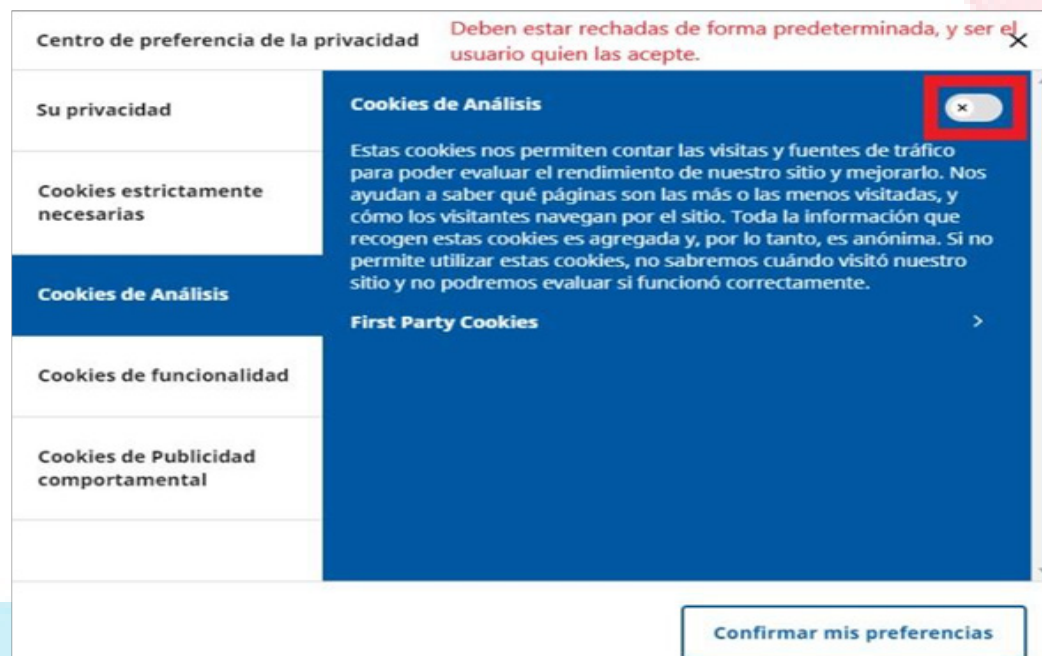 Centro de preferencia de la privacidad
Deben estar rechadas de forma predeterminada, y ser el
usuario quien las acepte.
Su privacidad
Cookies estrictamente
necesarias
Cookies de Análisis
Cookies de funcionalidad
Cookies de Publicidad
comportamental
Cookies de Análisis
Estas cookies nos permiten contar las visitas y fuentes de tráfico
para poder evaluar el rendimiento de nuestro sitio y mejorarlo. Nos
ayudan a saber qué páginas son las más o las menos visitadas, y
cómo los visitantes navegan por el sitio. Toda la información que
recogen estas cookies es agregada y, por lo tanto, es anónima. Si no
permite utilizar estas cookies, no sabremos cuándo visitó nuestro
sitio y no podremos evaluar si funcionó correctamente.
First Party Cookies
Confirmar mis preferencias